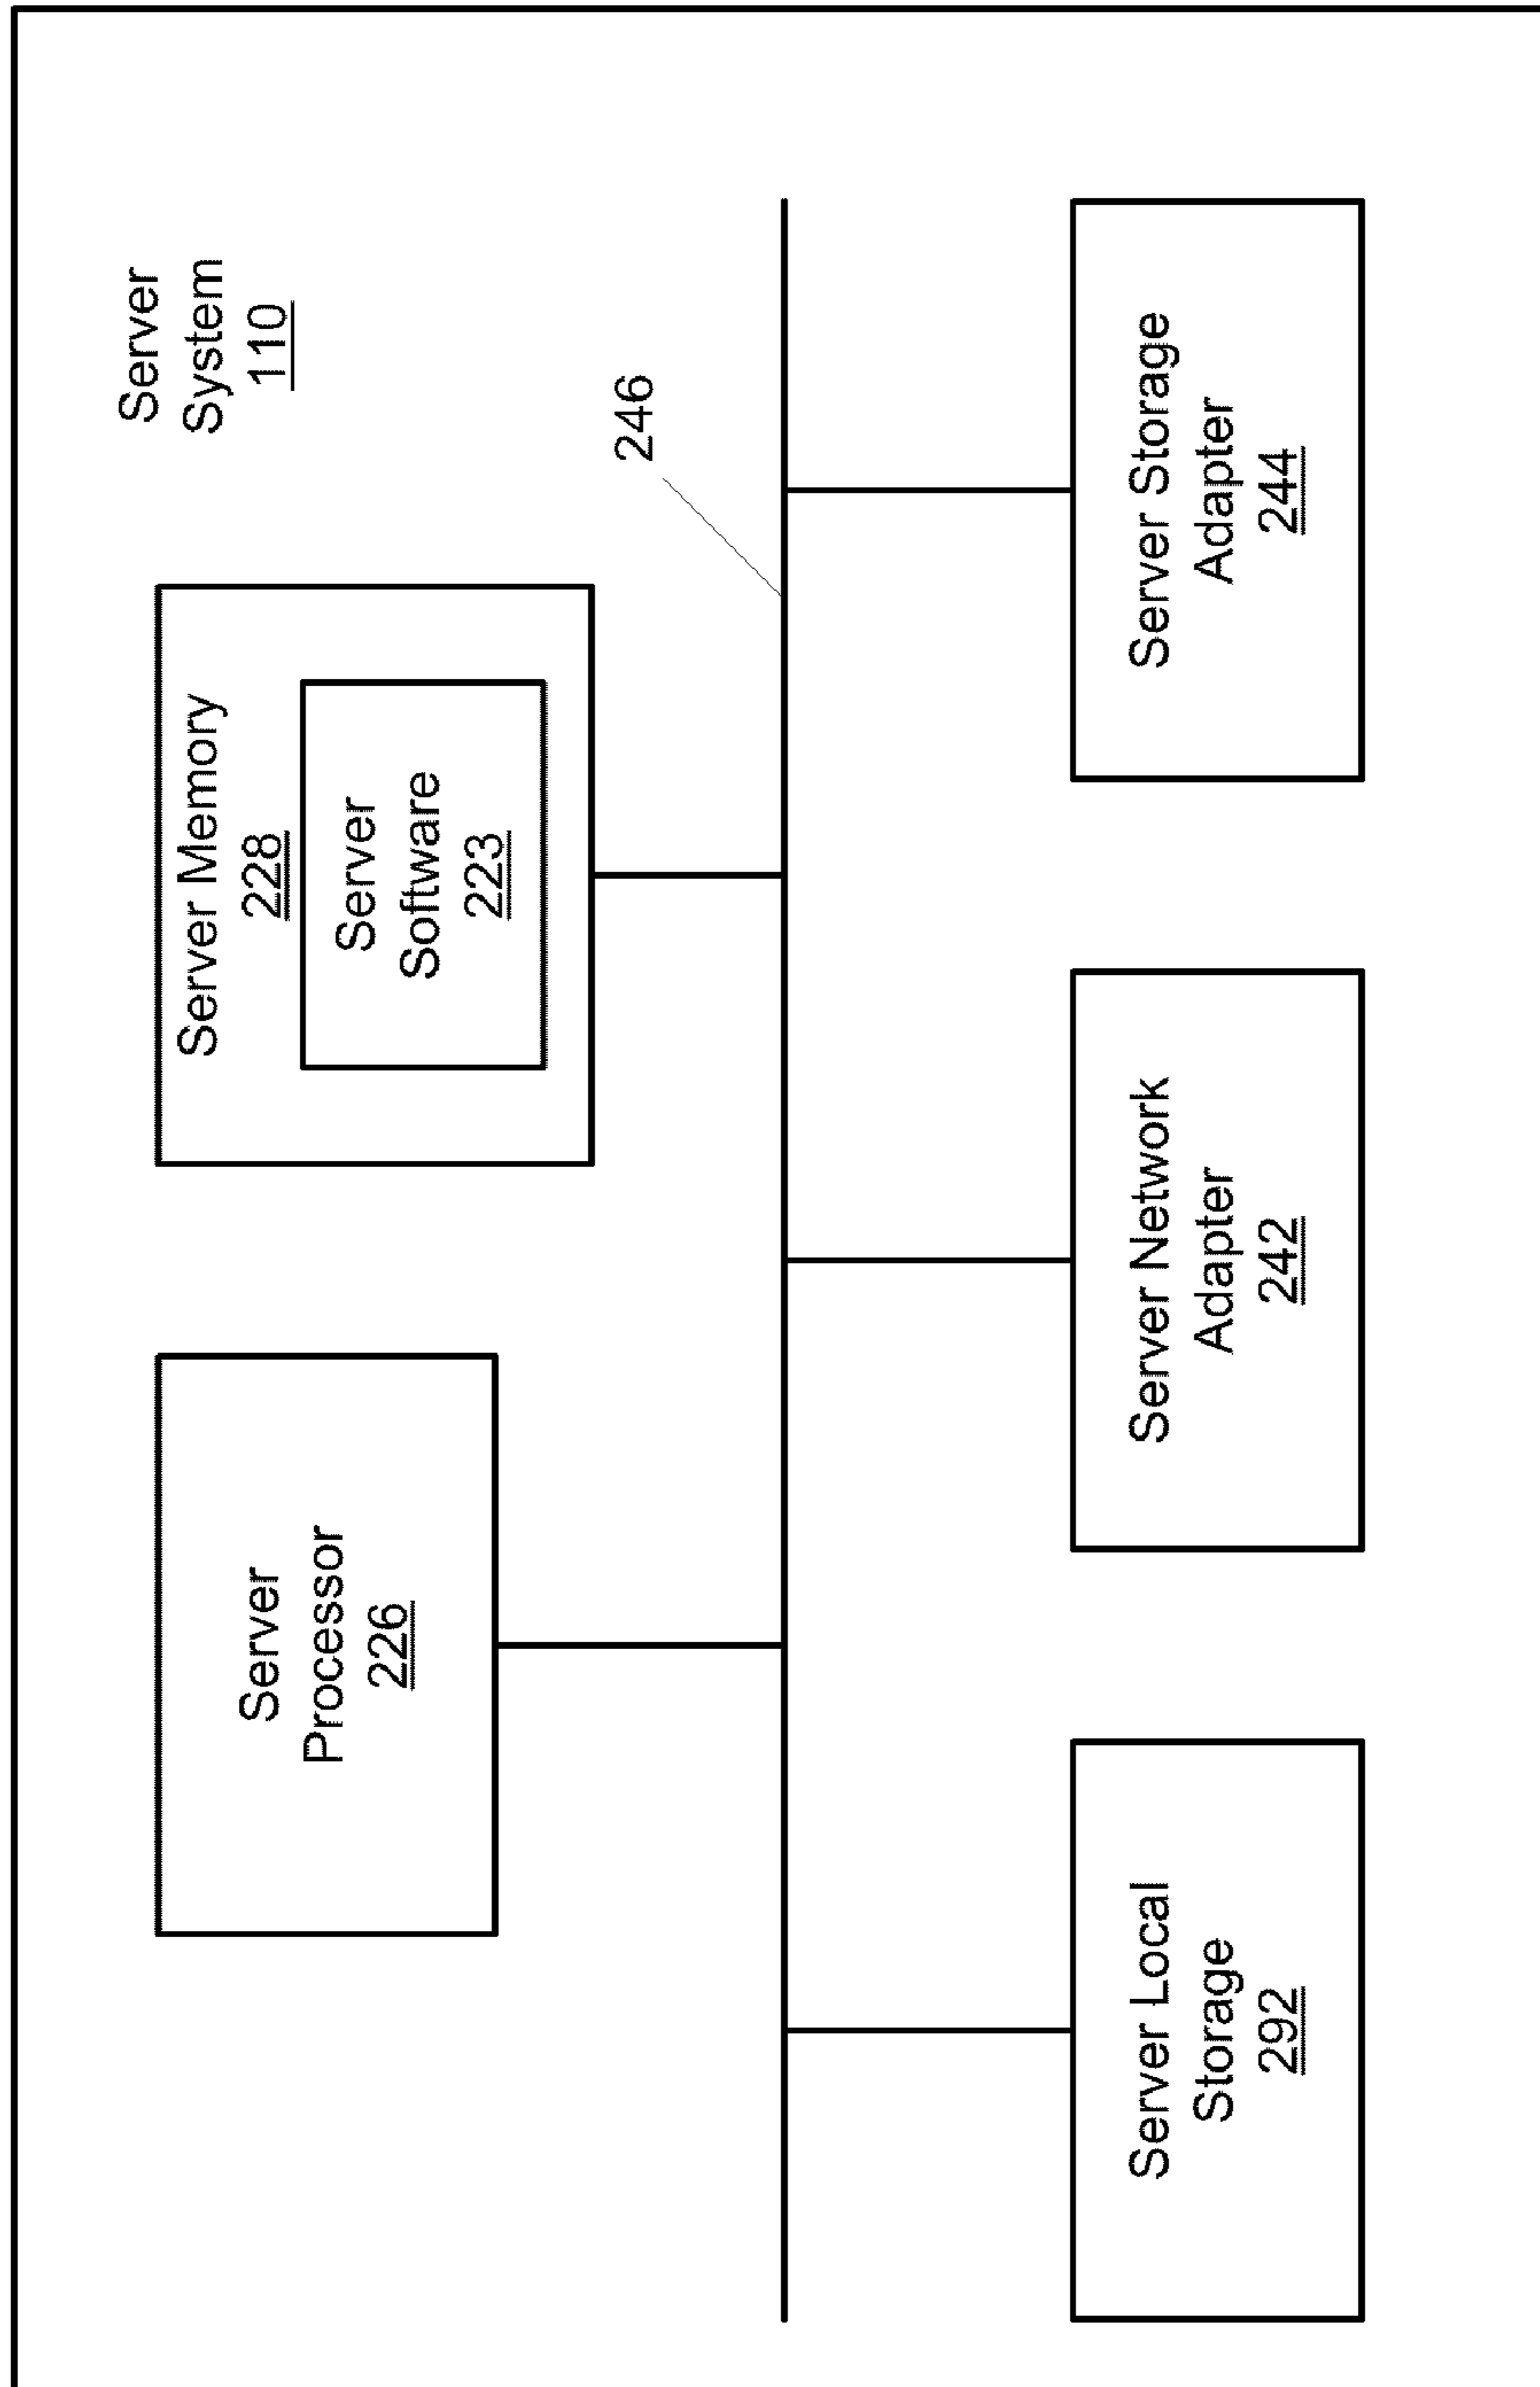 Server
System
110
Server
Processor
226
Server Memory
228
Server
Software
223
246
Server Local
Storage
292
Server Network
Adapter
242
Server Storage
Adapter
244